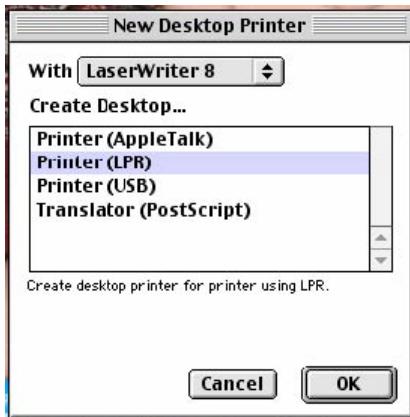 New Desktop Printer
With LaserWriter 8
Create Desktop...
Printer (AppleTalk)
Printer (LPR)
Printer (USB)
Translator (PostScript)
Create desktop printer for printer using LPR.
Cancel OK